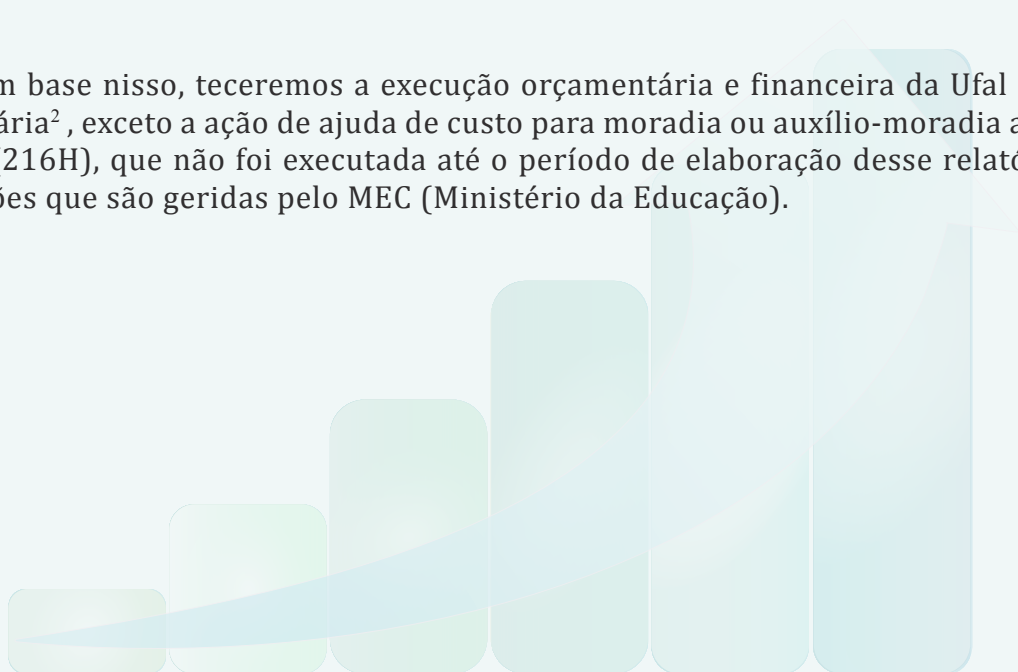 m base nisso, teceremos a execução orçamentária e financeira da Ufal
ária², exceto a ação de ajuda de custo para moradia ou auxílio-moradia a
(216H), que não foi executada até o período de elaboração desse relató
ões que são geridas pelo MEC (Ministério da Educação).